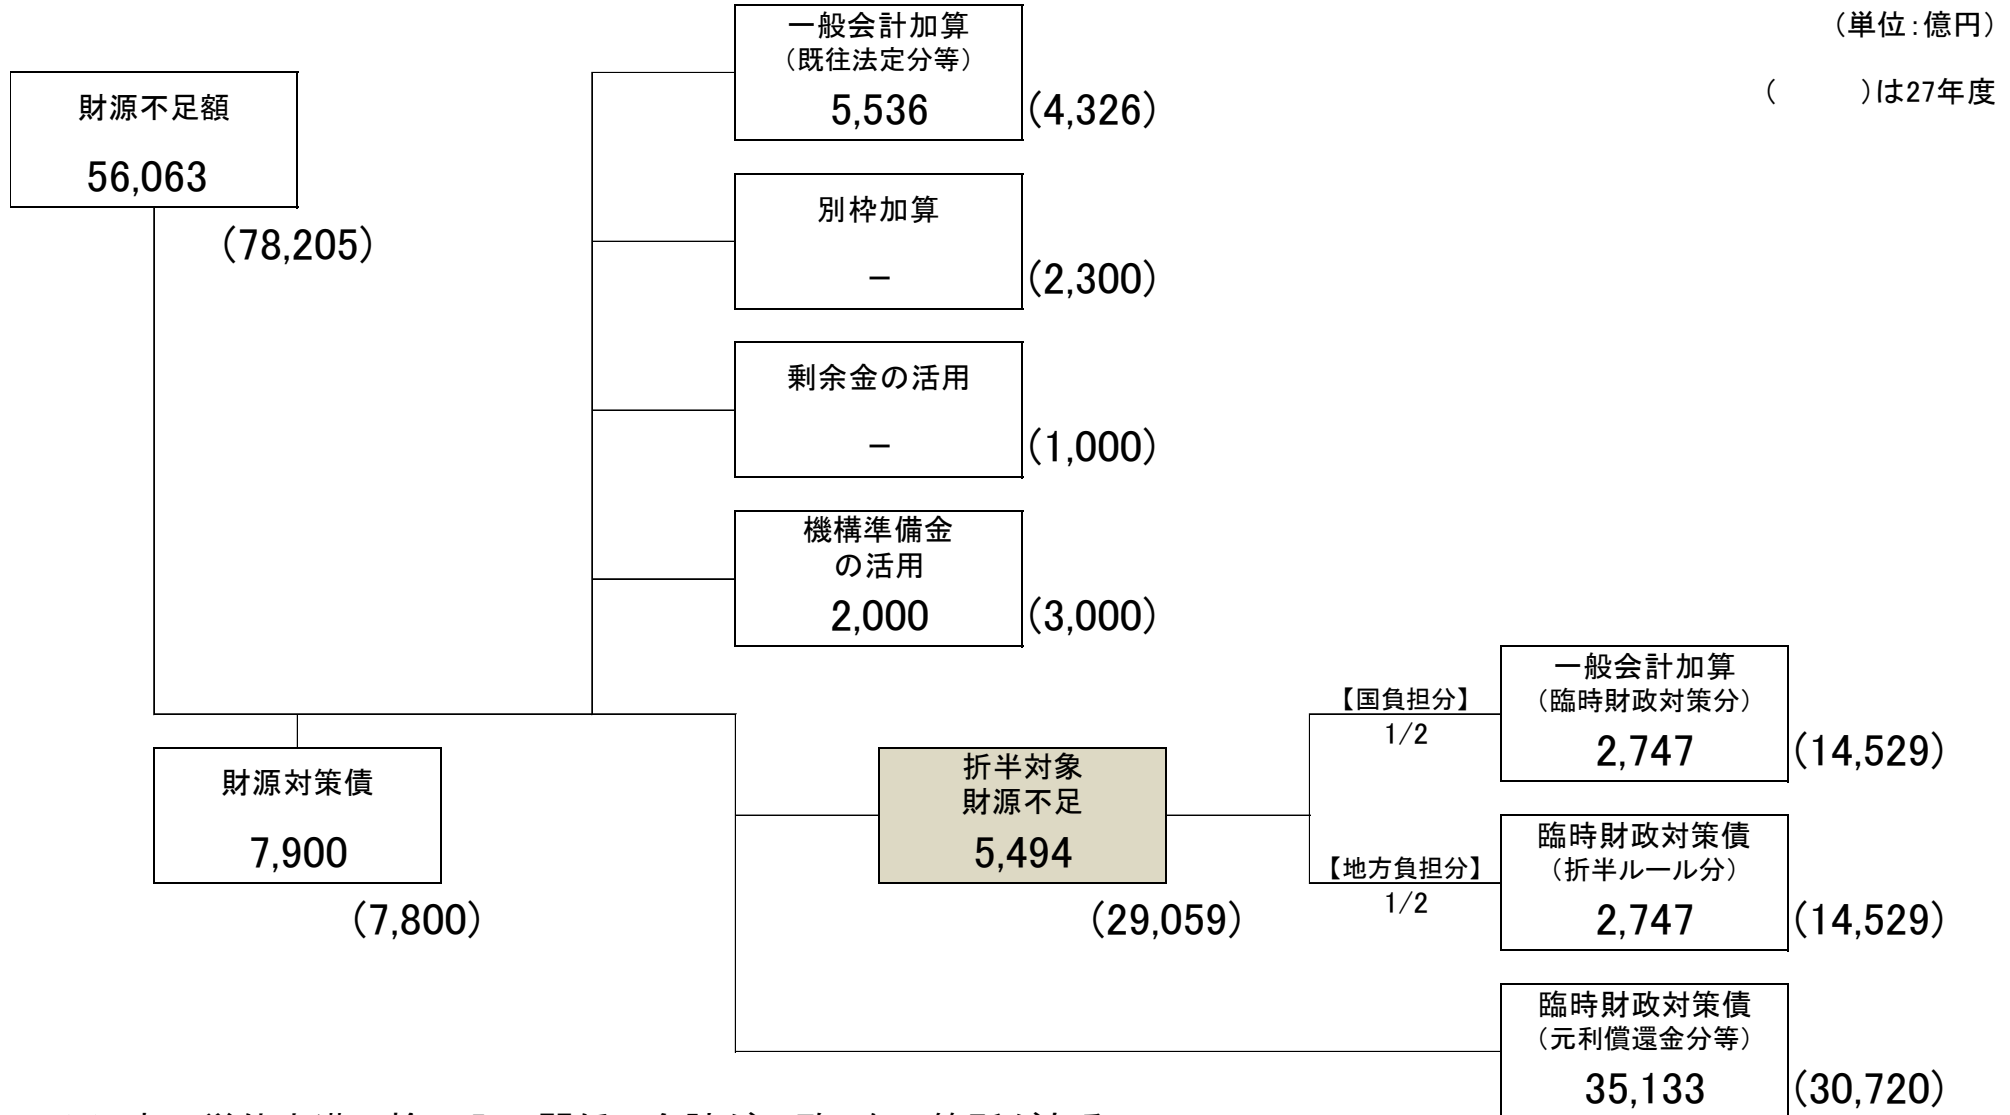 (単位:億円)
(　　)は27年度
財源不足額
56,063
(78,205)
一般会計加算
(既往法定分等)
5,536
(4,326)
別枠加算
－
(2,300)
剰余金の活用
－
(1,000)
機構準備金
の活用
2,000
(3,000)
財源対策債
7,900
(7,800)
折半対象
財源不足
5,494
(29,059)
【国負担分】
1/2
一般会計加算
(臨時財政対策分)
2,747
(14,529)
【地方負担分】
1/2
臨時財政対策債
(折半ルール分)
2,747
(14,529)
臨時財政対策債
(元利償還金分等)
35,133
(30,720)